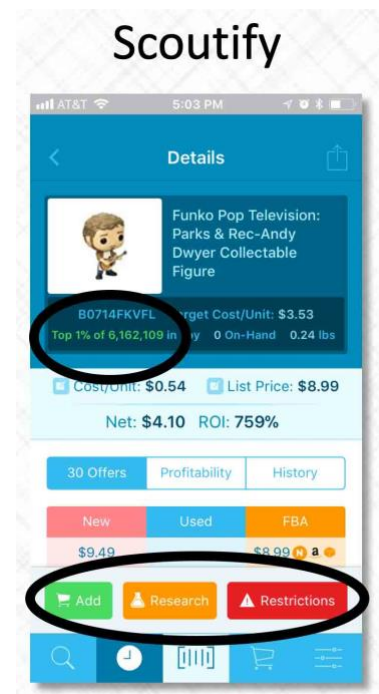 Scoutify
AT&T 5:03 PM
Details
Funko Pop Television:
Parks & Rec-Andy
Dwyer Collectable
Figure
B0714FKVFL Target Cost/Unit: $3.53
Top 1% of 6,162,109 in 0 On-Hand 0.24 lbs
Cost/Unit: $0.54 List Price: $8.99
Net: $4.10 ROI: 759%
30 Offers Profitability History
New Used FBA
$9.49 $8.99 N a
Add Research Restrictions